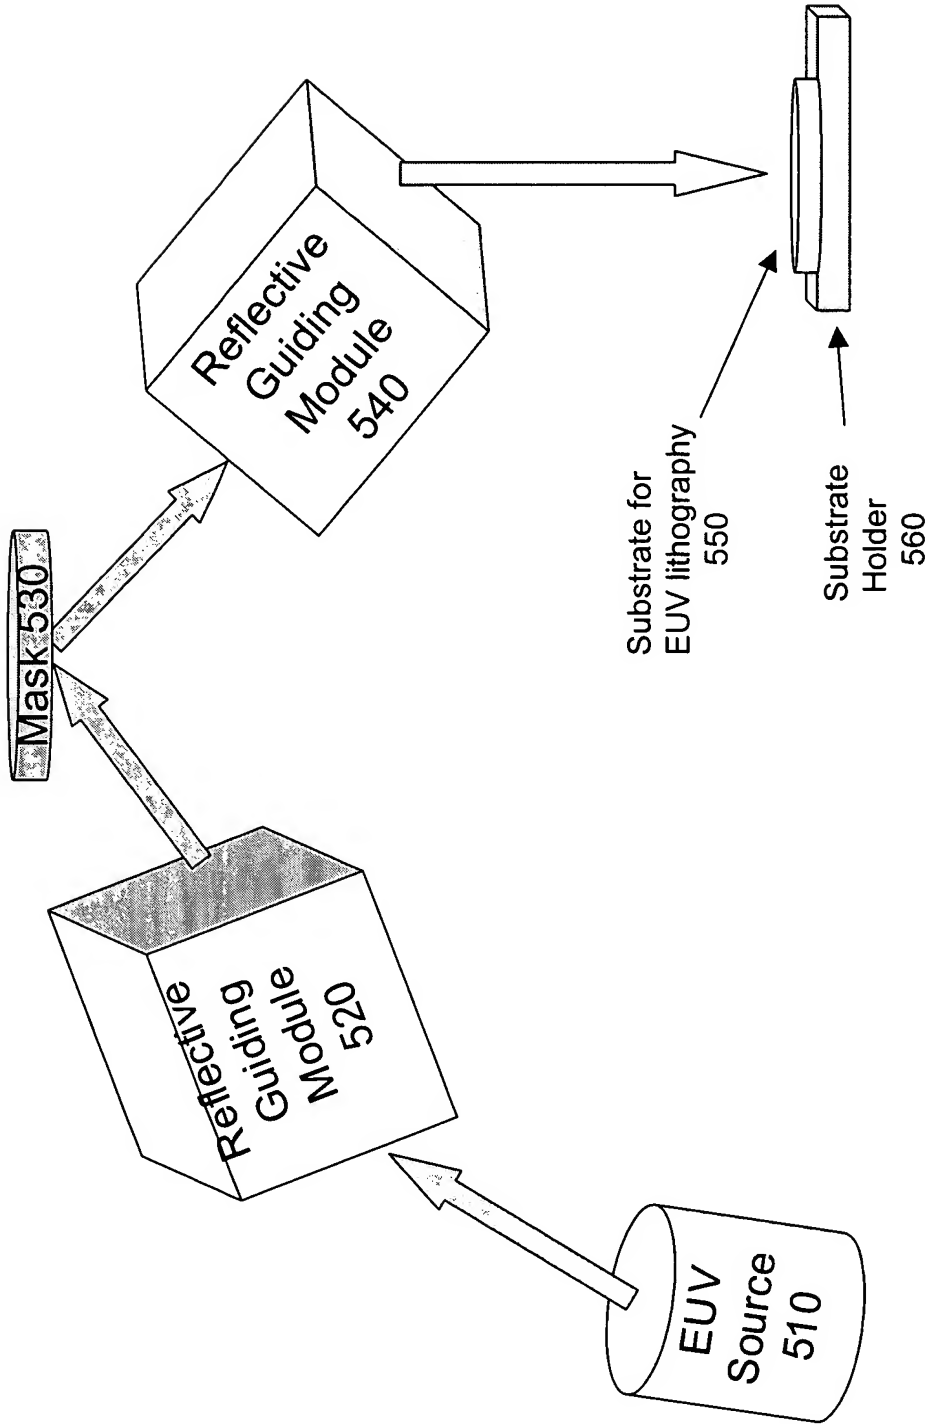 EUV
Source
510
Reflective
Guiding
Module
520
Mask 530
Reflective
Guiding
Module
540
Substrate for
EUV lithography
550
Substrate
Holder
560